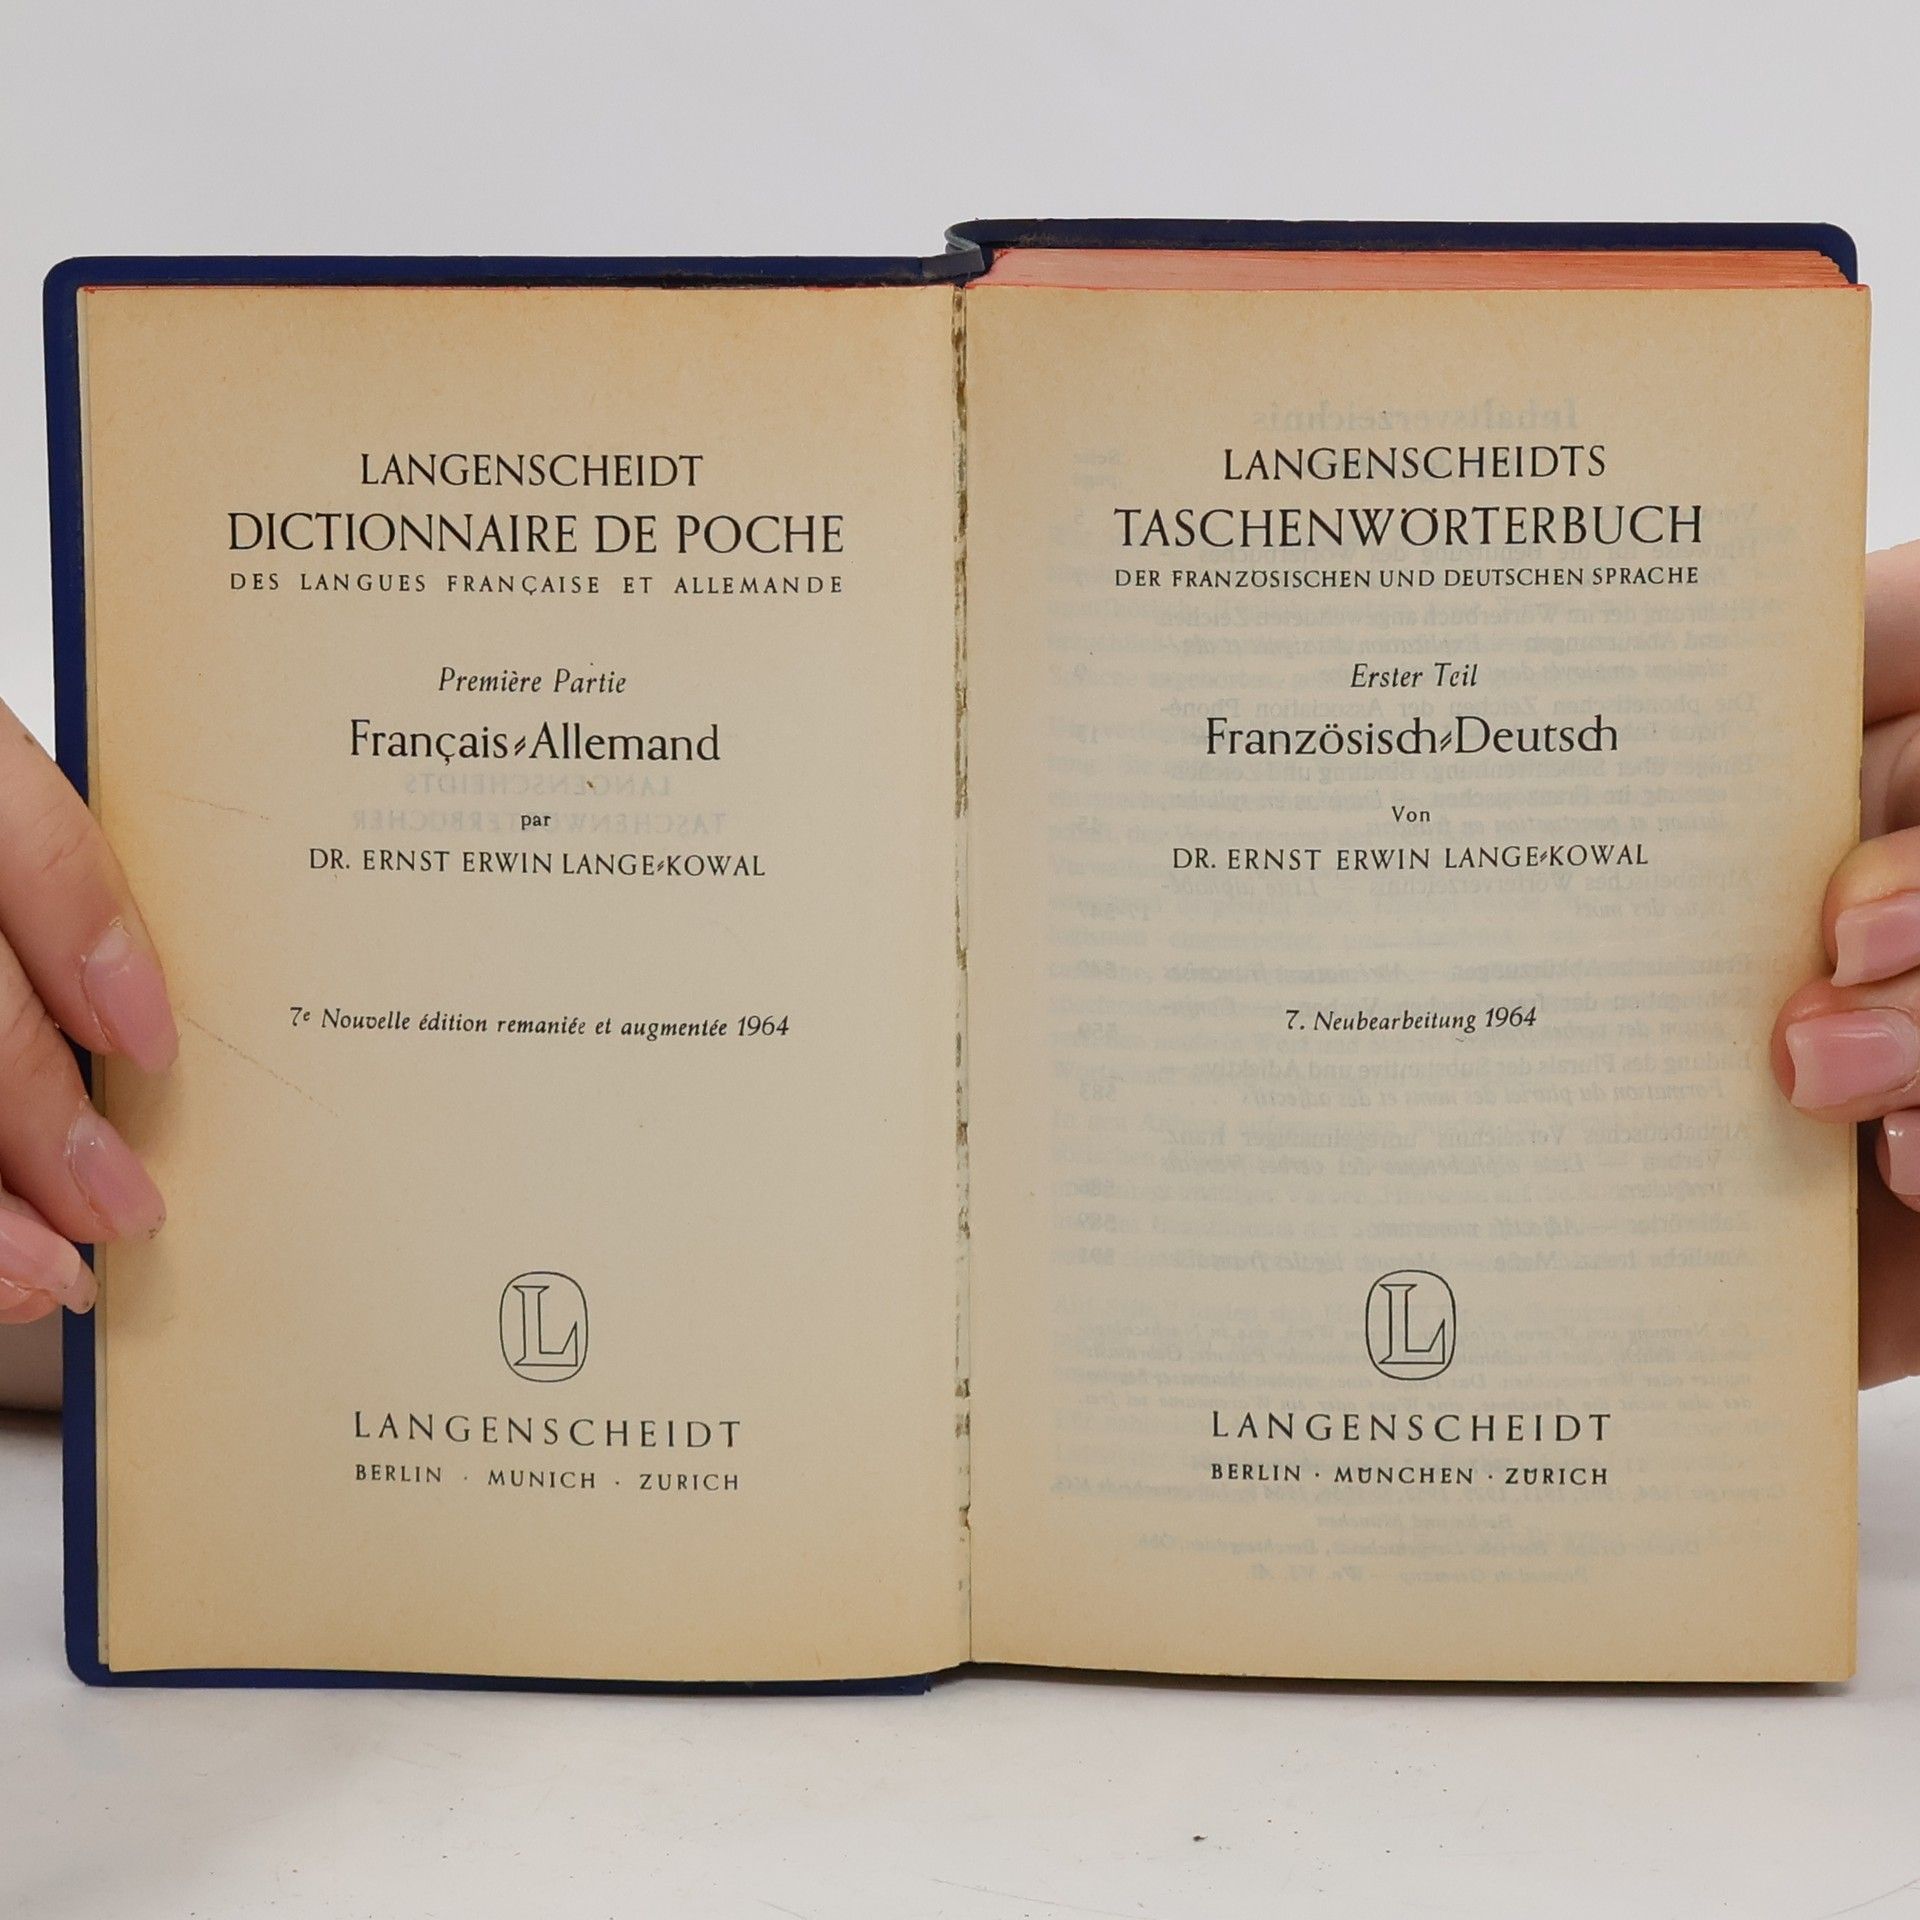 LANGENSCHEIDT
DICTIONNAIRE DE POCHE
DES LANGUES FRANÇAISE ET ALLEMANDE
Première Partie
Français-Allemand
par
DR. ERNST ERWIN LANGE-KOWAL
7e Nouvelle édition remaniée et augmentée 1964
L
LANGENSCHEIDT
BERLIN · MUNICH · ZURICH
LANGENSCHEIDTS
TASCHENWÖRTERBUCH
DER FRANZÖSISCHEN UND DEUTSCHEN SPRACHE
Erster Teil
Französisch-Deutsch
Von
DR. ERNST ERWIN LANGE-KOWAL
7. Neubearbeitung 1964
L
LANGENSCHEIDT
BERLIN · MÜNCHEN · ZÜRICH